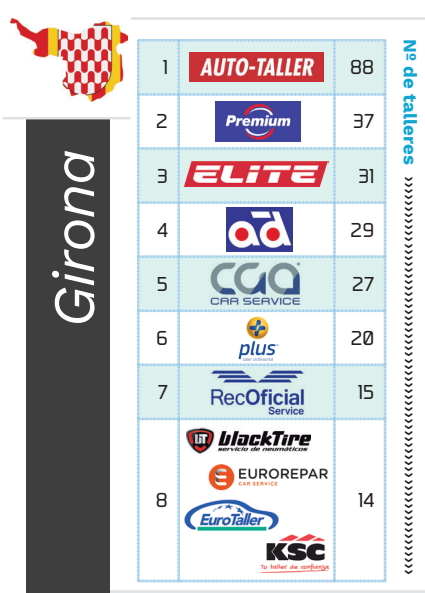 Girona
Nº de talleres
1 AUTO-TALLER 88
2 Premium 37
3 ELITE 31
4 ad 29
5 CGA CAR SERVICE 27
6 plus 20
7 RecOficial Service 15
8 14
BT blackTire
servicio de neumáticos
E EUROREPAR
CAR SERVICE
EuroTaller
KSC
Tu taller de confianza